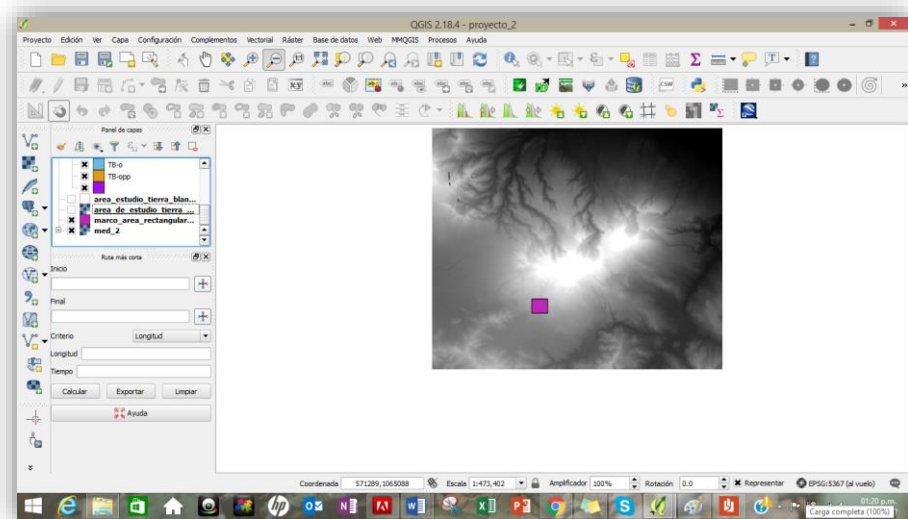 QGIS 2.18.4 - proyecto_2
Proyecto Edición Ver Capa Configuración Complementos Vectorial Ráster Base de datos Web MMQGIS Procesos Ayuda
Panel de capas
TB-o
TB-opp
area_estudio_tierra_blan...
area_de_estudio_tierra_...
marco_area_rectangular...
med_2
Ruta más corta
Inicio
Final
Criterio Longitud
Longitud
Tiempo
Calcular Exportar Limpiar
Ayuda
Coordenada 571289,1065088 Escala 1:473,402 Amplificador 100% Rotación 0.0 Representar EPSG:5367 (al vuelo)
01:20 p.m.
Carga completa (100%)